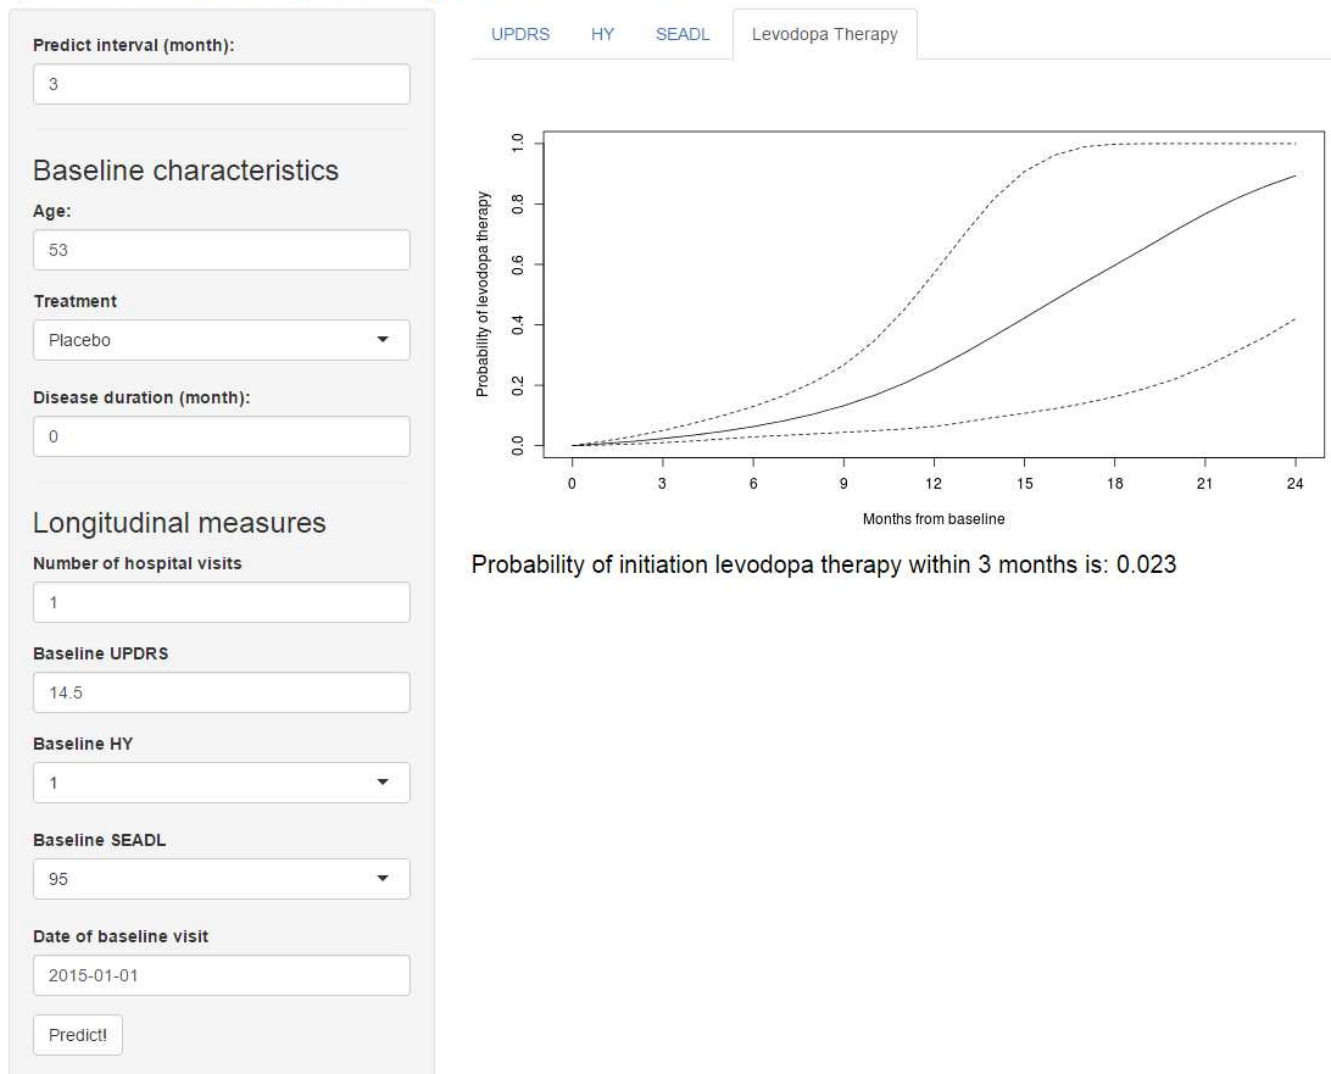 Predict interval (month):
3
Baseline characteristics
Age:
53
Treatment
Placebo
Disease duration (month):
0
Longitudinal measures
Number of hospital visits
1
Baseline UPDRS
14.5
Baseline HY
1
Baseline SEADL
95
Date of baseline visit
2015-01-01
Predict!
UPDRS HY SEADL Levodopa Therapy
Probability of levodopa therapy
1.0
0.8
0.6
0.4
0.2
0.0
0 3 6 9 12 15 18 21 24
Months from baseline
Probability of initiation levodopa therapy within 3 months is: 0.023